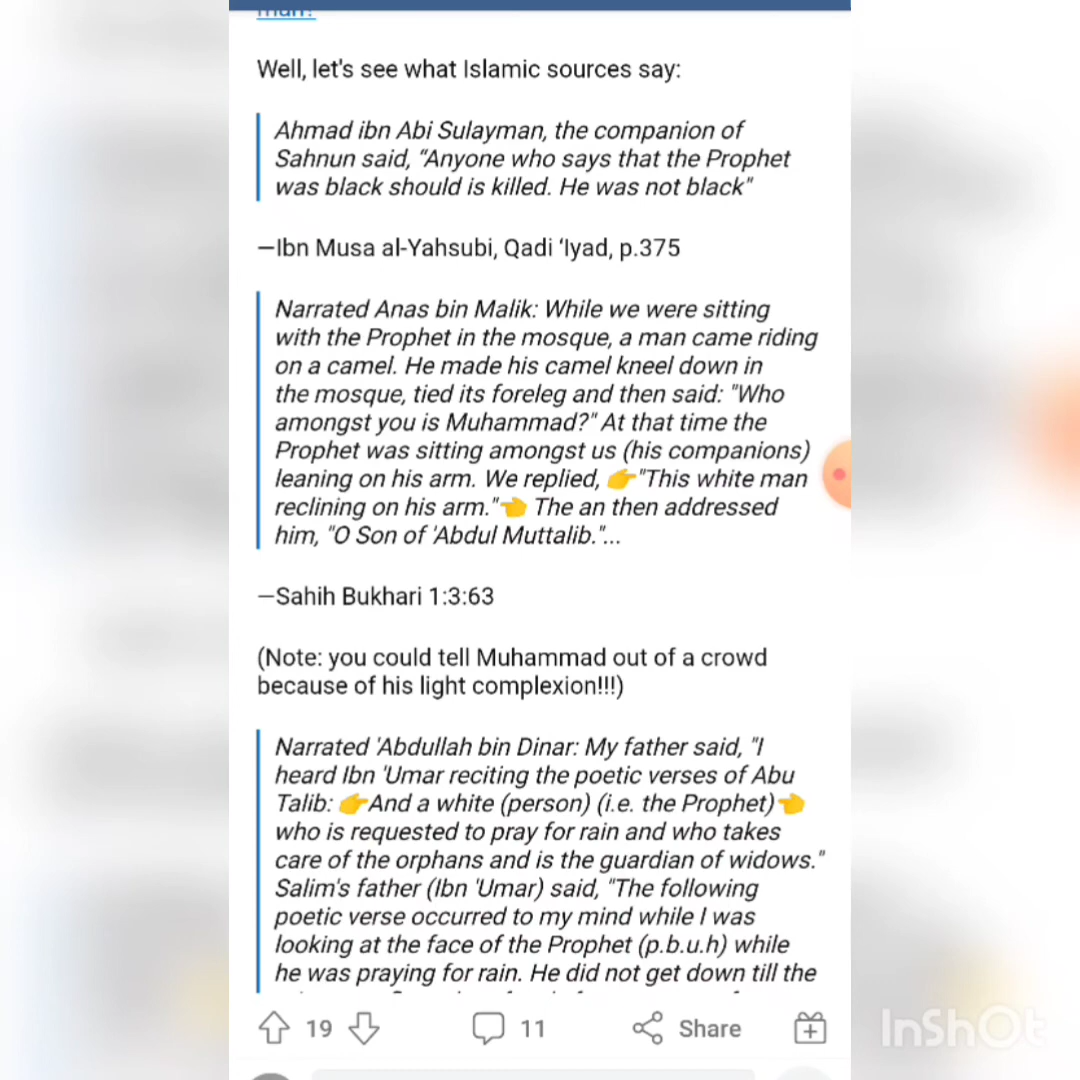 Well, let's see what Islamic sources say:
Ahmad ibn Abi Sulayman, the companion of
Sahnun said, "Anyone who says that the Prophet
was black should is killed. He was not black"
—Ibn Musa al-Yahsubi, Qadi 'Iyad, p.375
Narrated Anas bin Malik: While we were sitting
with the Prophet in the mosque, a man came riding
on a camel. He made his camel kneel down in
the mosque, tied its foreleg and then said: "Who
amongst you is Muhammad?" At that time the
Prophet was sitting amongst us (his companions)
leaning on his arm. We replied, 👉"This white man
reclining on his arm."👈 The an then addressed
him, "O Son of 'Abdul Muttalib."...
—Sahih Bukhari 1:3:63
(Note: you could tell Muhammad out of a crowd
because of his light complexion!!!)
Narrated 'Abdullah bin Dinar: My father said, "I
heard Ibn 'Umar reciting the poetic verses of Abu
Talib: 👉And a white (person) (i.e. the Prophet)👈
who is requested to pray for rain and who takes
care of the orphans and is the guardian of widows."
Salim's father (Ibn 'Umar) said, "The following
poetic verse occurred to my mind while I was
looking at the face of the Prophet (p.b.u.h) while
he was praying for rain. He did not get down till the
19 11 Share
InShOt